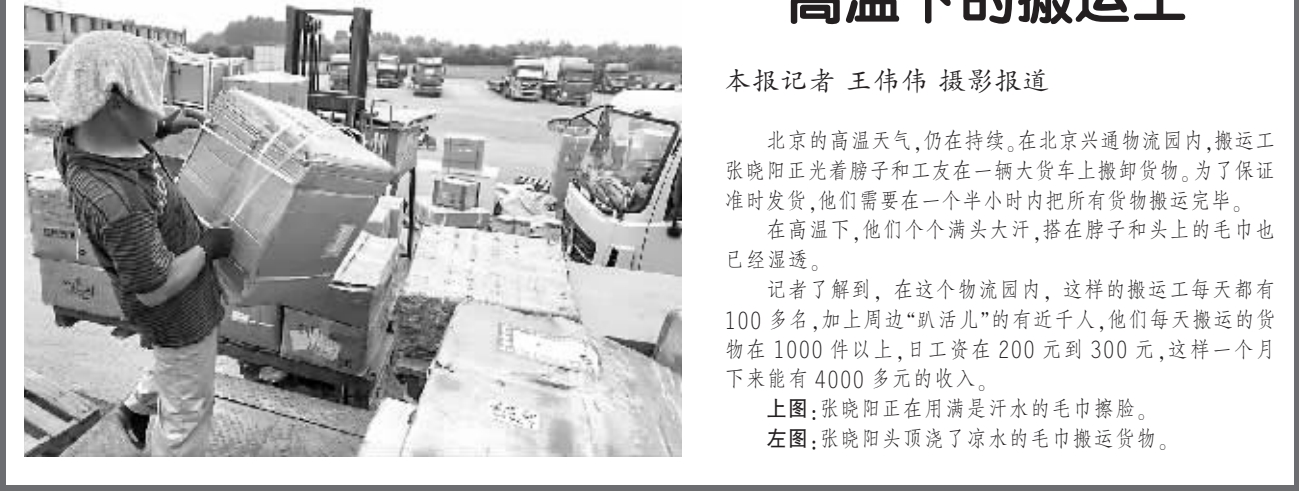 高温下的搬运工
本报记者 王伟伟 摄影报道
北京的高温天气,仍在持续。在北京兴通物流园内,搬运工
张晓阳正光着膀子和工友在一辆大货车上搬卸货物。为了保证
准时发货,他们需要在一个半小时内把所有货物搬运完毕。
在高温下,他们个个满头大汗,搭在脖子和头上的毛巾也
已经湿透。
记者了解到，在这个物流园内，这样的搬运工每天都有
100多名,加上周边“趴活儿”的有近千人,他们每天搬运的货
物在1000件以上,日工资在200元到300元,这样一个月
下来能有4000多元的收入。
上图:张晓阳正在用满是汗水的毛巾擦脸。
左图:张晓阳头顶浇了凉水的毛巾搬运货物。